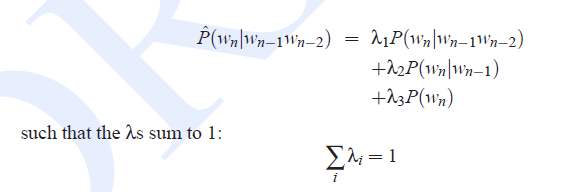 P̂(wₙ|wₙ₋₁wₙ₋₂) = λ₁P(wₙ|wₙ₋₁wₙ₋₂)
+λ₂P(wₙ|wₙ₋₁)
+λ₃P(wₙ)
such that the λs sum to 1:
∑ᵢ λᵢ = 1